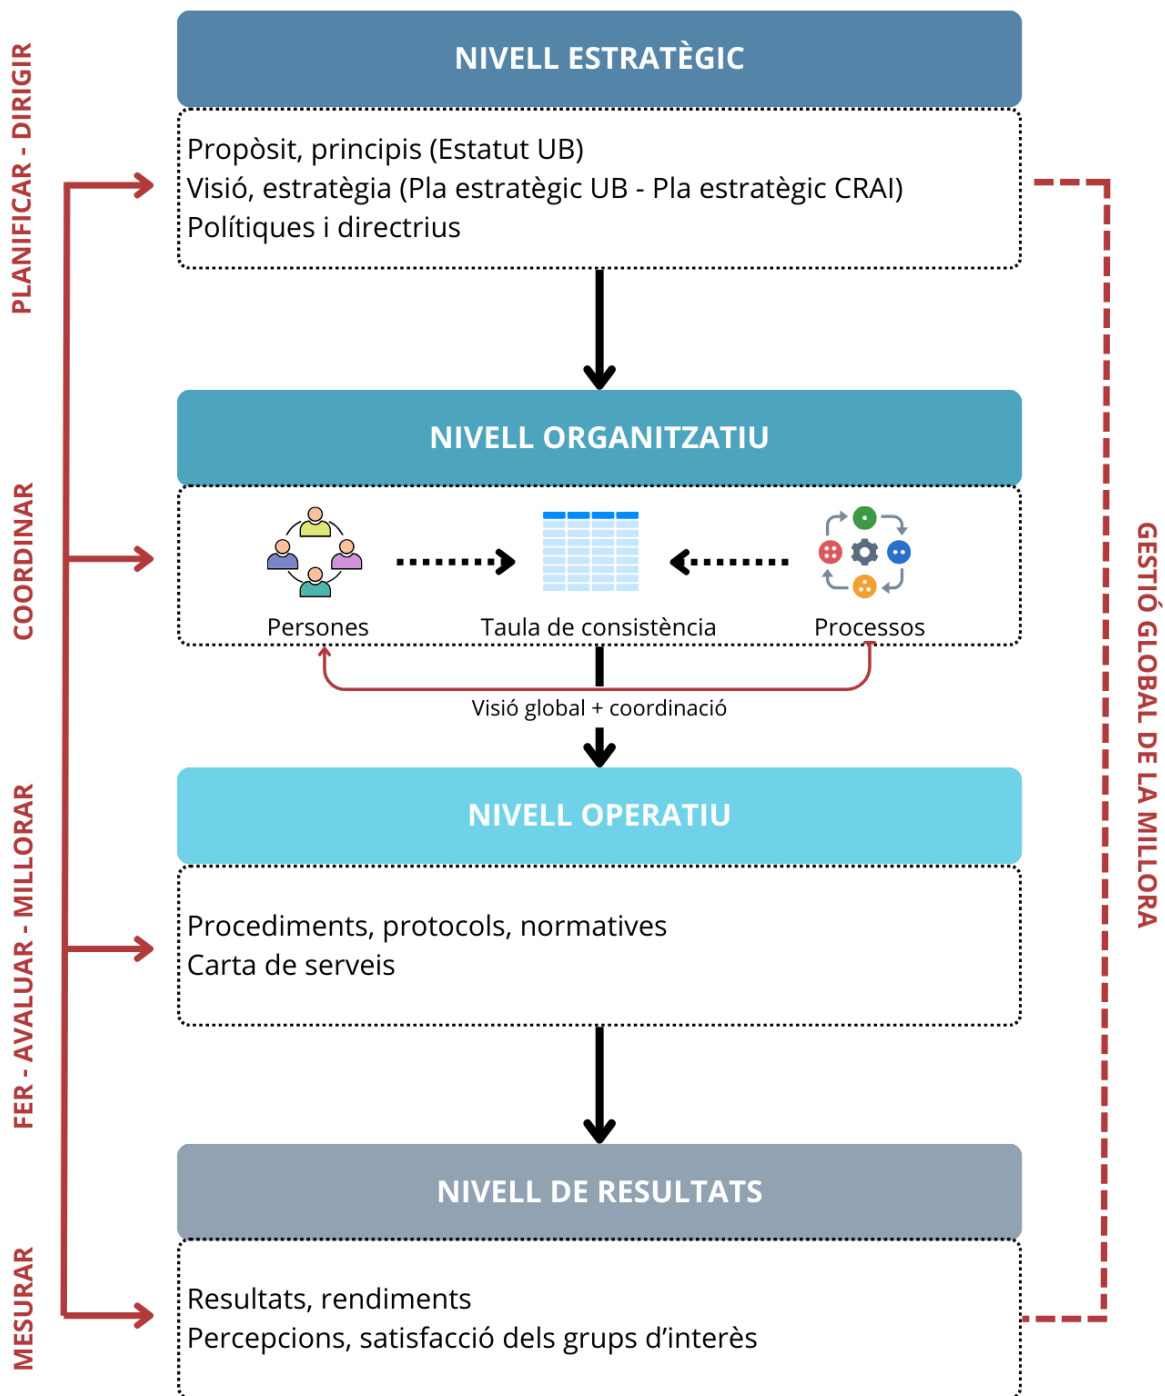 PLANIFICAR - DIRIGIR
NIVELL ESTRATÈGIC
Propòsit, principis (Estatut UB)
Visió, estratègia (Pla estratègic UB - Pla estratègic CRAI)
Polítiques i directrius
COORDINAR
NIVELL ORGANITZATIU
Persones
Taula de consistència
Processos
Visió global + coordinació
GESTIÓ GLOBAL DE LA MILLORA
FER - AVALUAR - MILLORAR
NIVELL OPERATIU
Procediments, protocols, normatives
Carta de serveis
MESURAR
NIVELL DE RESULTATS
Resultats, rendiments
Percepcions, satisfacció dels grups d’interès